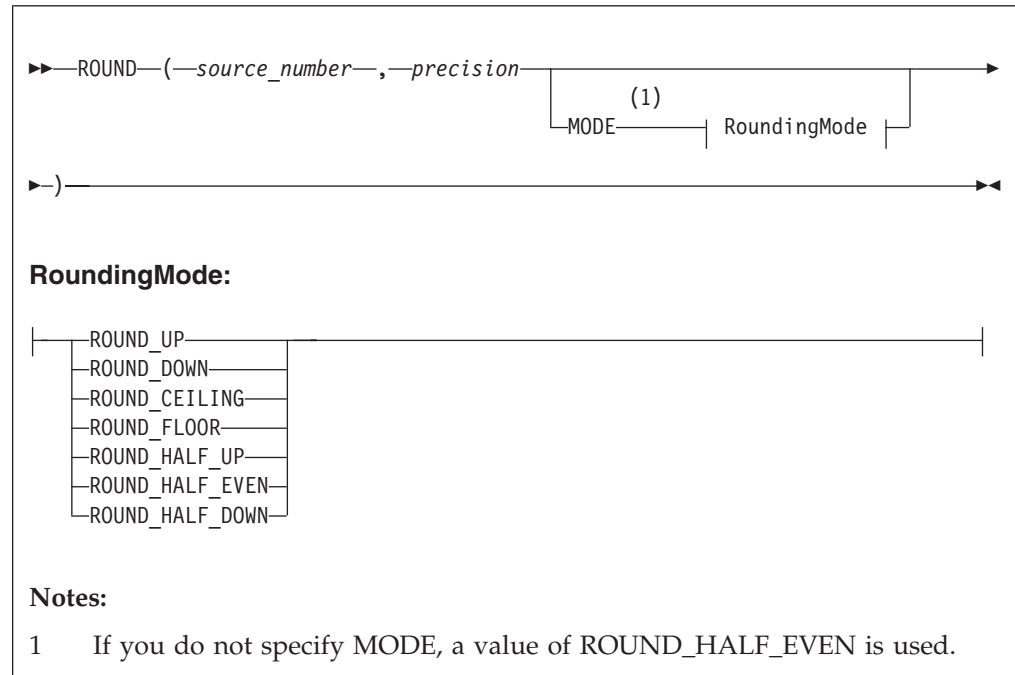 ROUND ( source_number , precision
(1)
MODE RoundingMode
)
RoundingMode:
ROUND_UP
ROUND_DOWN
ROUND_CEILING
ROUND_FLOOR
ROUND_HALF_UP
ROUND_HALF_EVEN
ROUND_HALF_DOWN
Notes:
1 If you do not specify MODE, a value of ROUND_HALF_EVEN is used.